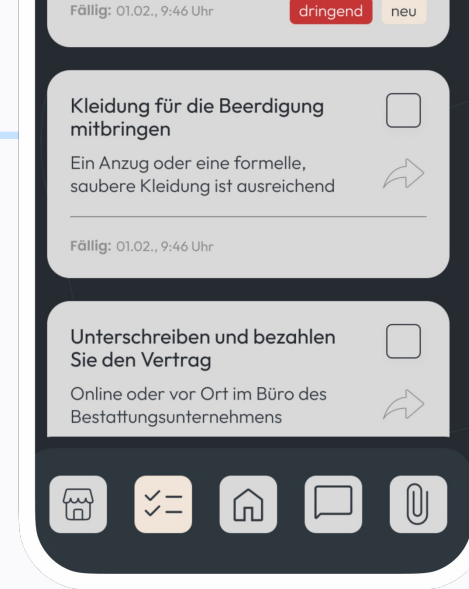 Fällig: 01.02., 9:46 Uhr
dringend
neu
Kleidung für die Beerdigung
mitbringen
Ein Anzug oder eine formelle,
saubere Kleidung ist ausreichend
Fällig: 01.02., 9:46 Uhr
Unterschreiben und bezahlen
Sie den Vertrag
Online oder vor Ort im Büro des
Bestattungsunternehmens